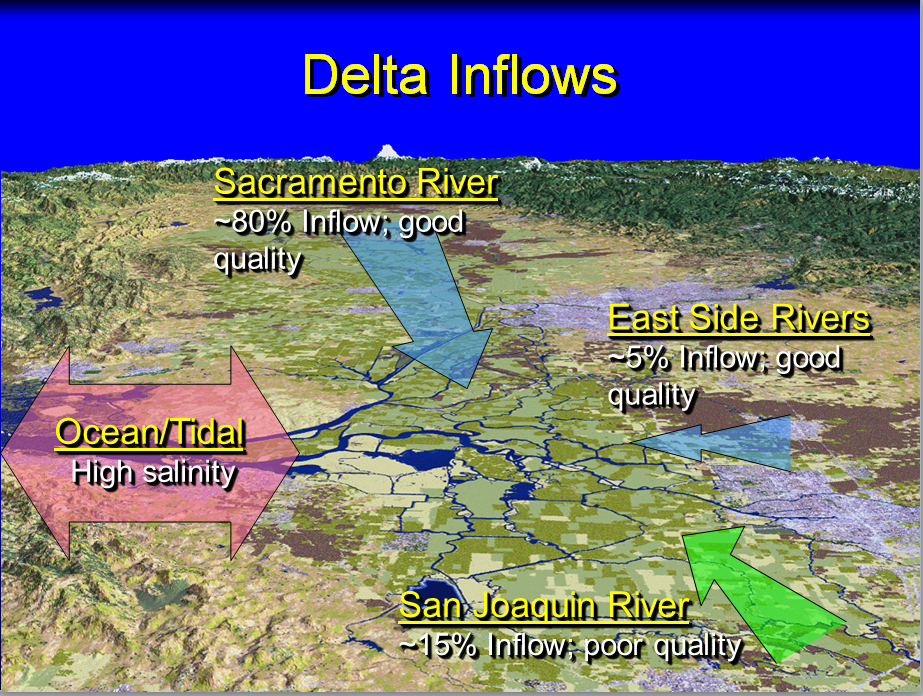 Delta Inflows
Sacramento River
~80% Inflow; good
quality
East Side Rivers
~5% Inflow; good
quality
Ocean/Tidal
High salinity
San Joaquin River
~15% Inflow; poor quality